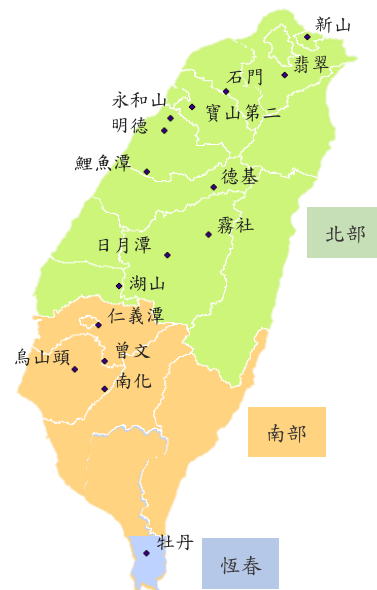 新山
翡翠
石門
永和山
寶山第二
明德
鯉魚潭
德基
霧社
北部
日月潭
湖山
仁義潭
曾文
烏山頭
南化
南部
牡丹
恆春